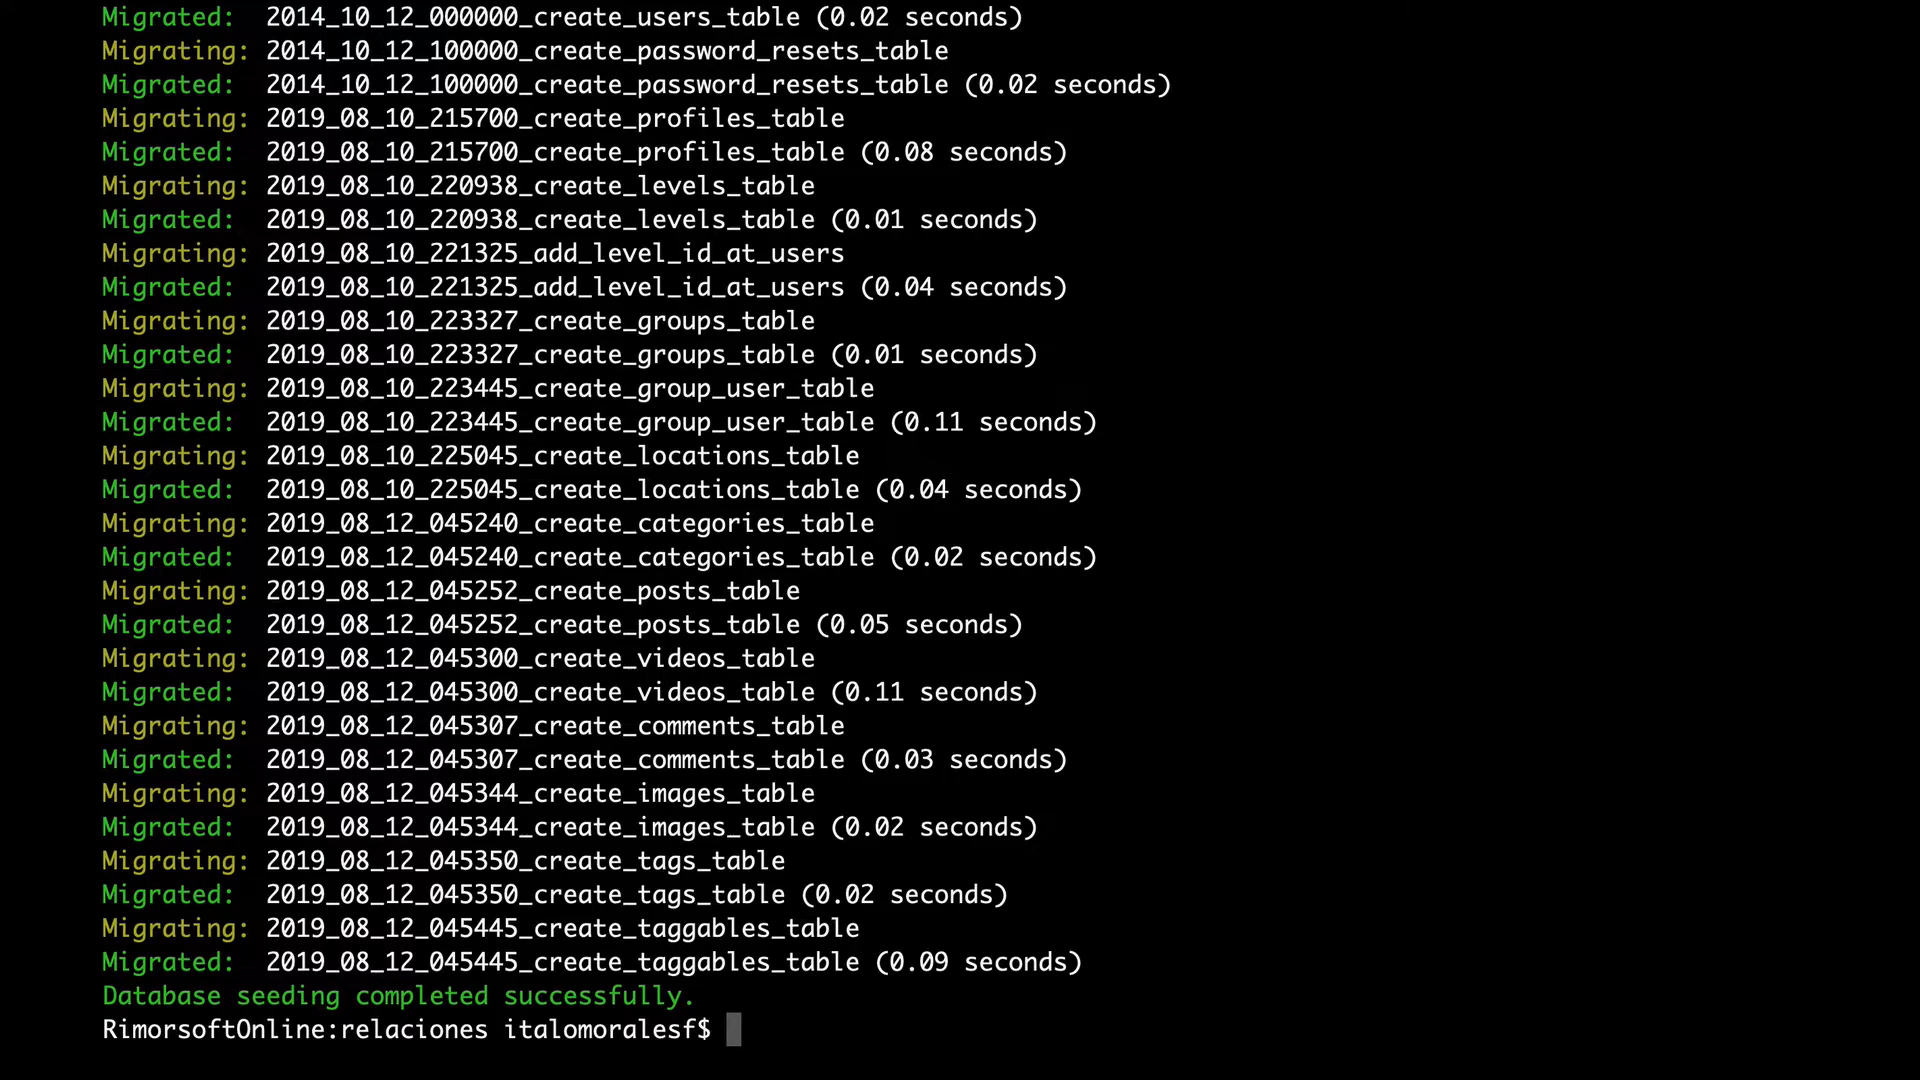 Migrated:  2014_10_12_000000_create_users_table (0.02 seconds)
Migrating: 2014_10_12_100000_create_password_resets_table
Migrated:  2014_10_12_100000_create_password_resets_table (0.02 seconds)
Migrating: 2019_08_10_215700_create_profiles_table
Migrated:  2019_08_10_215700_create_profiles_table (0.08 seconds)
Migrating: 2019_08_10_220938_create_levels_table
Migrated:  2019_08_10_220938_create_levels_table (0.01 seconds)
Migrating: 2019_08_10_221325_add_level_id_at_users
Migrated:  2019_08_10_221325_add_level_id_at_users (0.04 seconds)
Migrating: 2019_08_10_223327_create_groups_table
Migrated:  2019_08_10_223327_create_groups_table (0.01 seconds)
Migrating: 2019_08_10_223445_create_group_user_table
Migrated:  2019_08_10_223445_create_group_user_table (0.11 seconds)
Migrating: 2019_08_10_225045_create_locations_table
Migrated:  2019_08_10_225045_create_locations_table (0.04 seconds)
Migrating: 2019_08_12_045240_create_categories_table
Migrated:  2019_08_12_045240_create_categories_table (0.02 seconds)
Migrating: 2019_08_12_045252_create_posts_table
Migrated:  2019_08_12_045252_create_posts_table (0.05 seconds)
Migrating: 2019_08_12_045300_create_videos_table
Migrated:  2019_08_12_045300_create_videos_table (0.11 seconds)
Migrating: 2019_08_12_045307_create_comments_table
Migrated:  2019_08_12_045307_create_comments_table (0.03 seconds)
Migrating: 2019_08_12_045344_create_images_table
Migrated:  2019_08_12_045344_create_images_table (0.02 seconds)
Migrating: 2019_08_12_045350_create_tags_table
Migrated:  2019_08_12_045350_create_tags_table (0.02 seconds)
Migrating: 2019_08_12_045445_create_taggables_table
Migrated:  2019_08_12_045445_create_taggables_table (0.09 seconds)
Database seeding completed successfully.
RimorsoftOnline:relaciones italomoralesf$